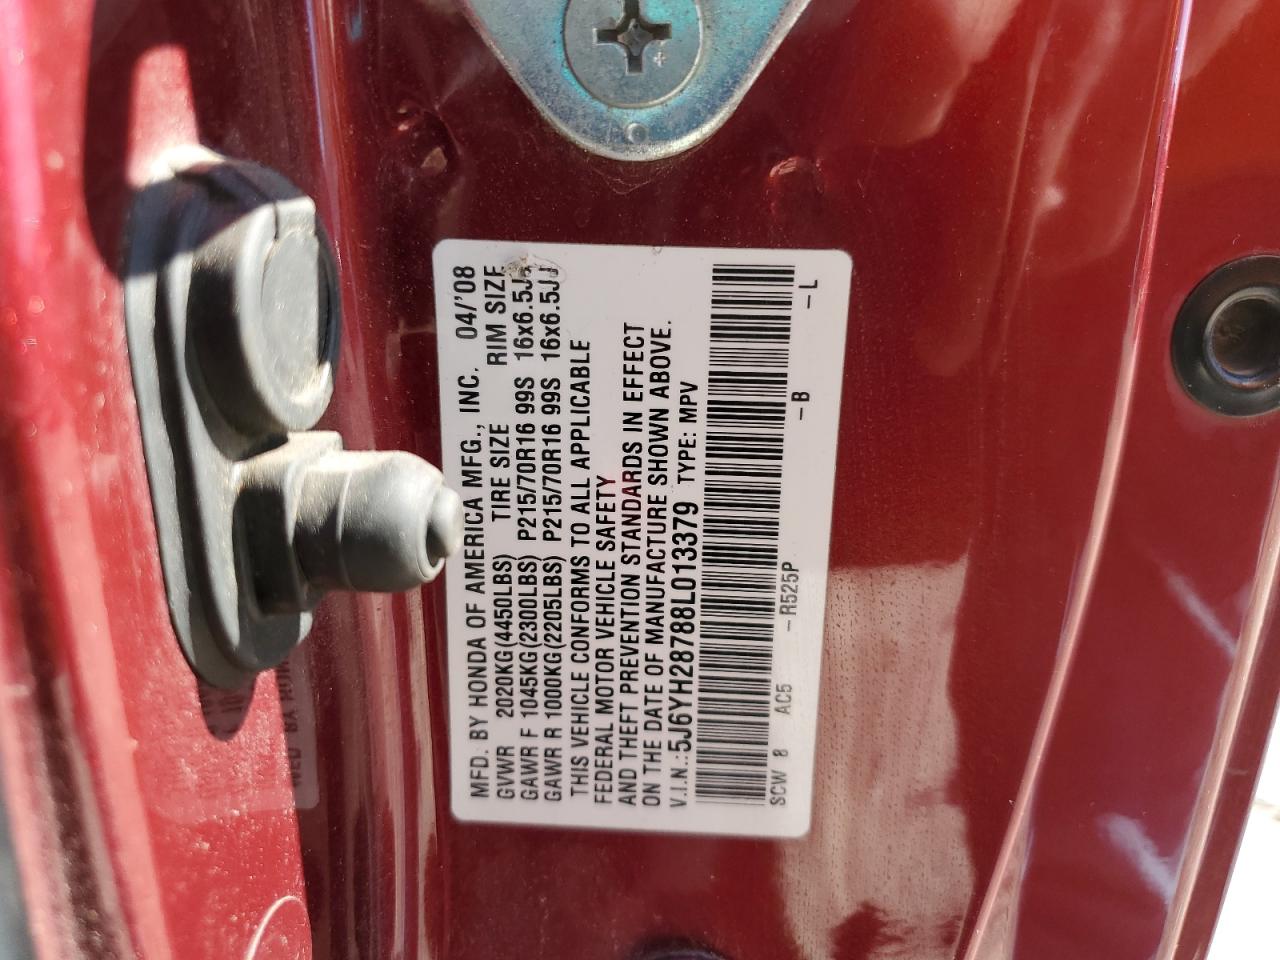 MFD. BY HONDA OF AMERICA MFG., INC. 04/'08
GVWR 2020KG(4450LBS) TIRE SIZE RIM SIZE
GAWR F 1045KG(2300LBS) P215/70R16 99S 16x6.5JJ
GAWR R 1000KG(2205LBS) P215/70R16 99S 16x6.5JJ
THIS VEHICLE CONFORMS TO ALL APPLICABLE
FEDERAL MOTOR VEHICLE SAFETY
AND THEFT PREVENTION STANDARDS IN EFFECT
ON THE DATE OF MANUFACTURE SHOWN ABOVE.
V.I.N.:5J6YH28788L013379 TYPE: MPV
SCW 8 AC5 -R525P -B -L